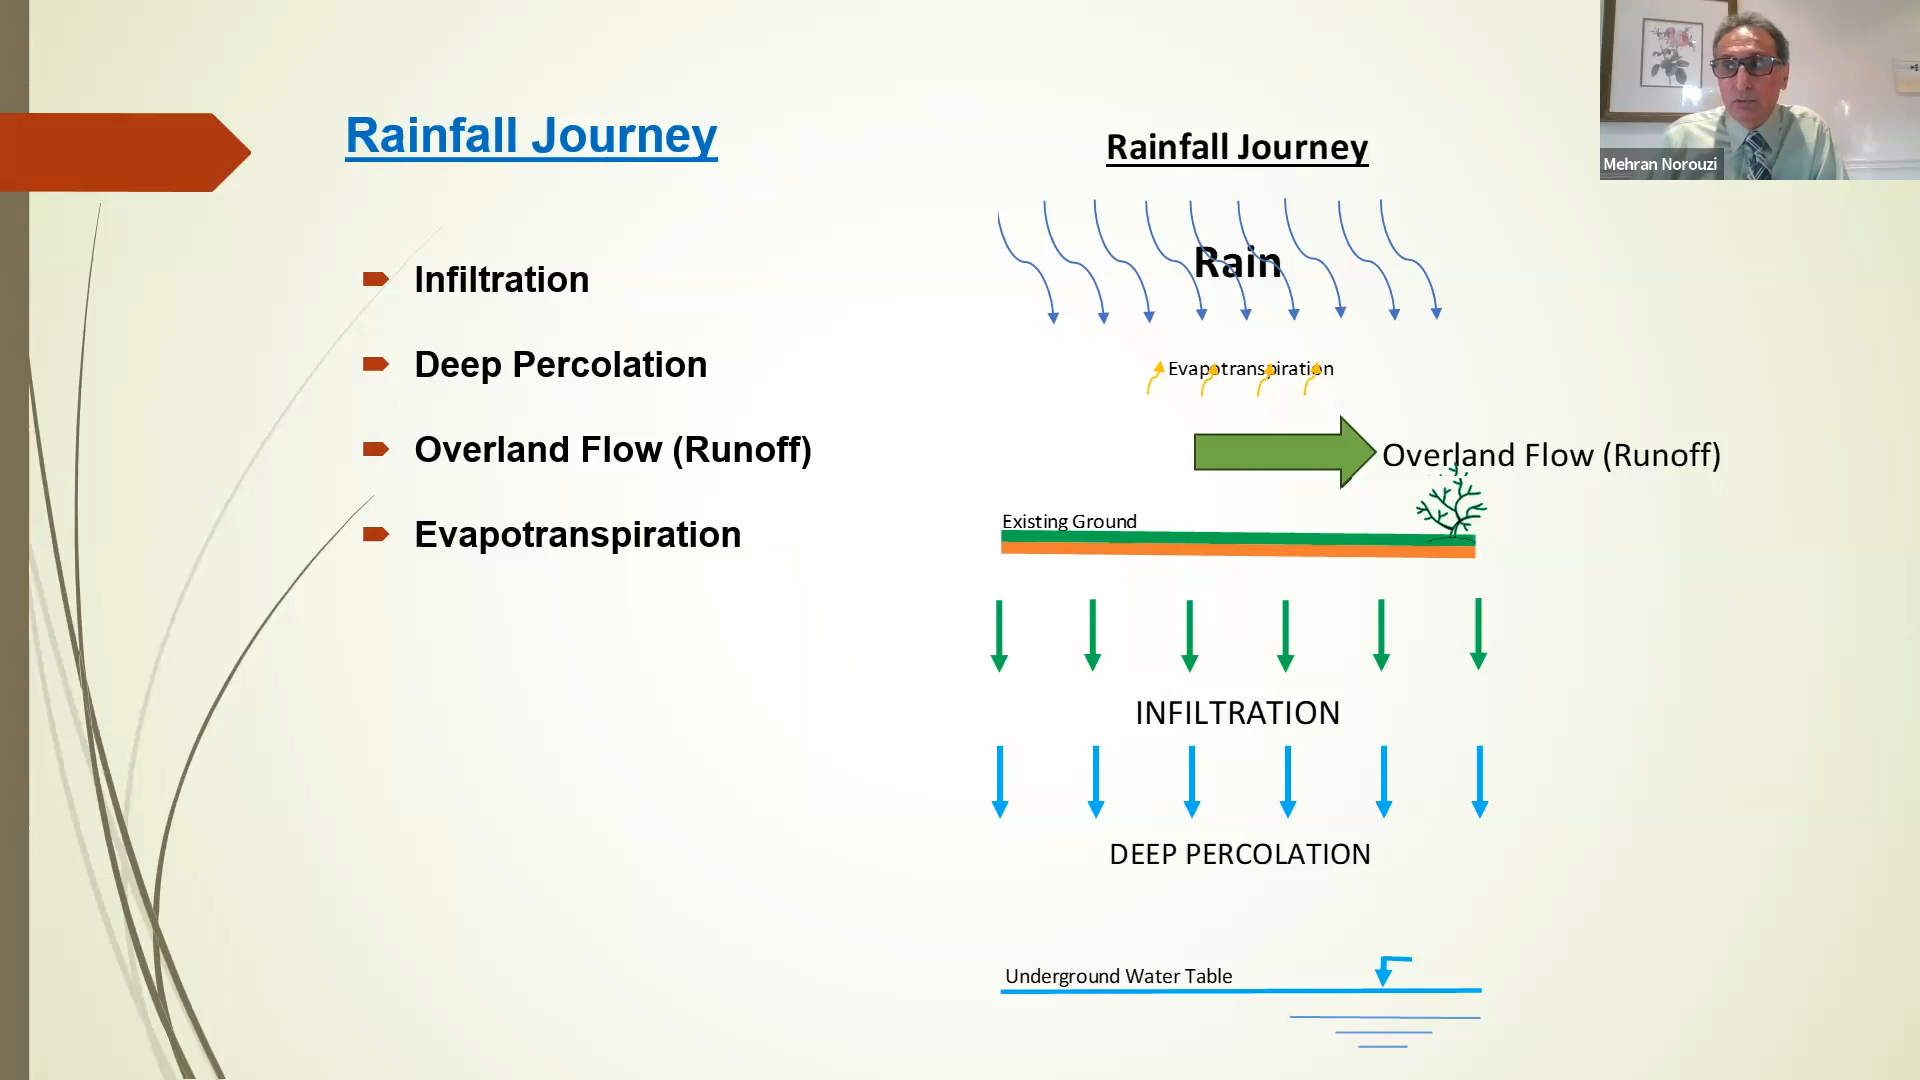 Rainfall Journey
Infiltration
Deep Percolation
Overland Flow (Runoff)
Evapotranspiration
Rainfall Journey
Rain
Evapotranspiration
Overland Flow (Runoff)
Existing Ground
INFILTRATION
DEEP PERCOLATION
Underground Water Table
Mehran Norouzi